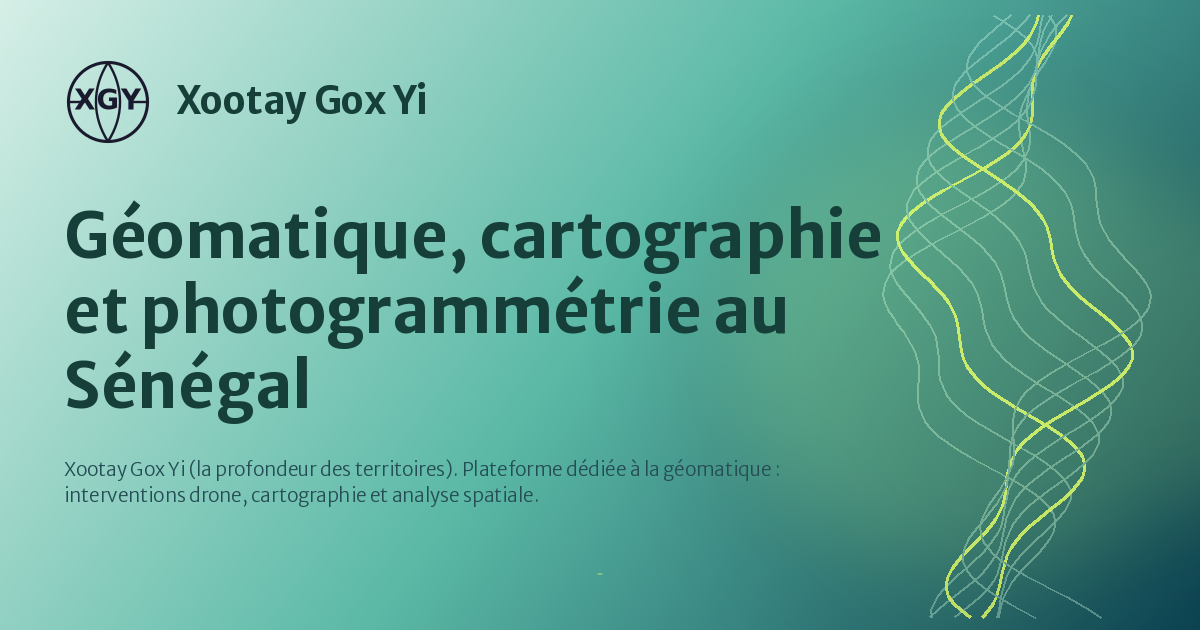 XGY
Xootay Gox Yi
Géomatique, cartographie
et photogrammétrie au
Sénégal
Xootay Gox Yi (la profondeur des territoires). Plateforme dédiée à la géomatique :
interventions drone, cartographie et analyse spatiale.